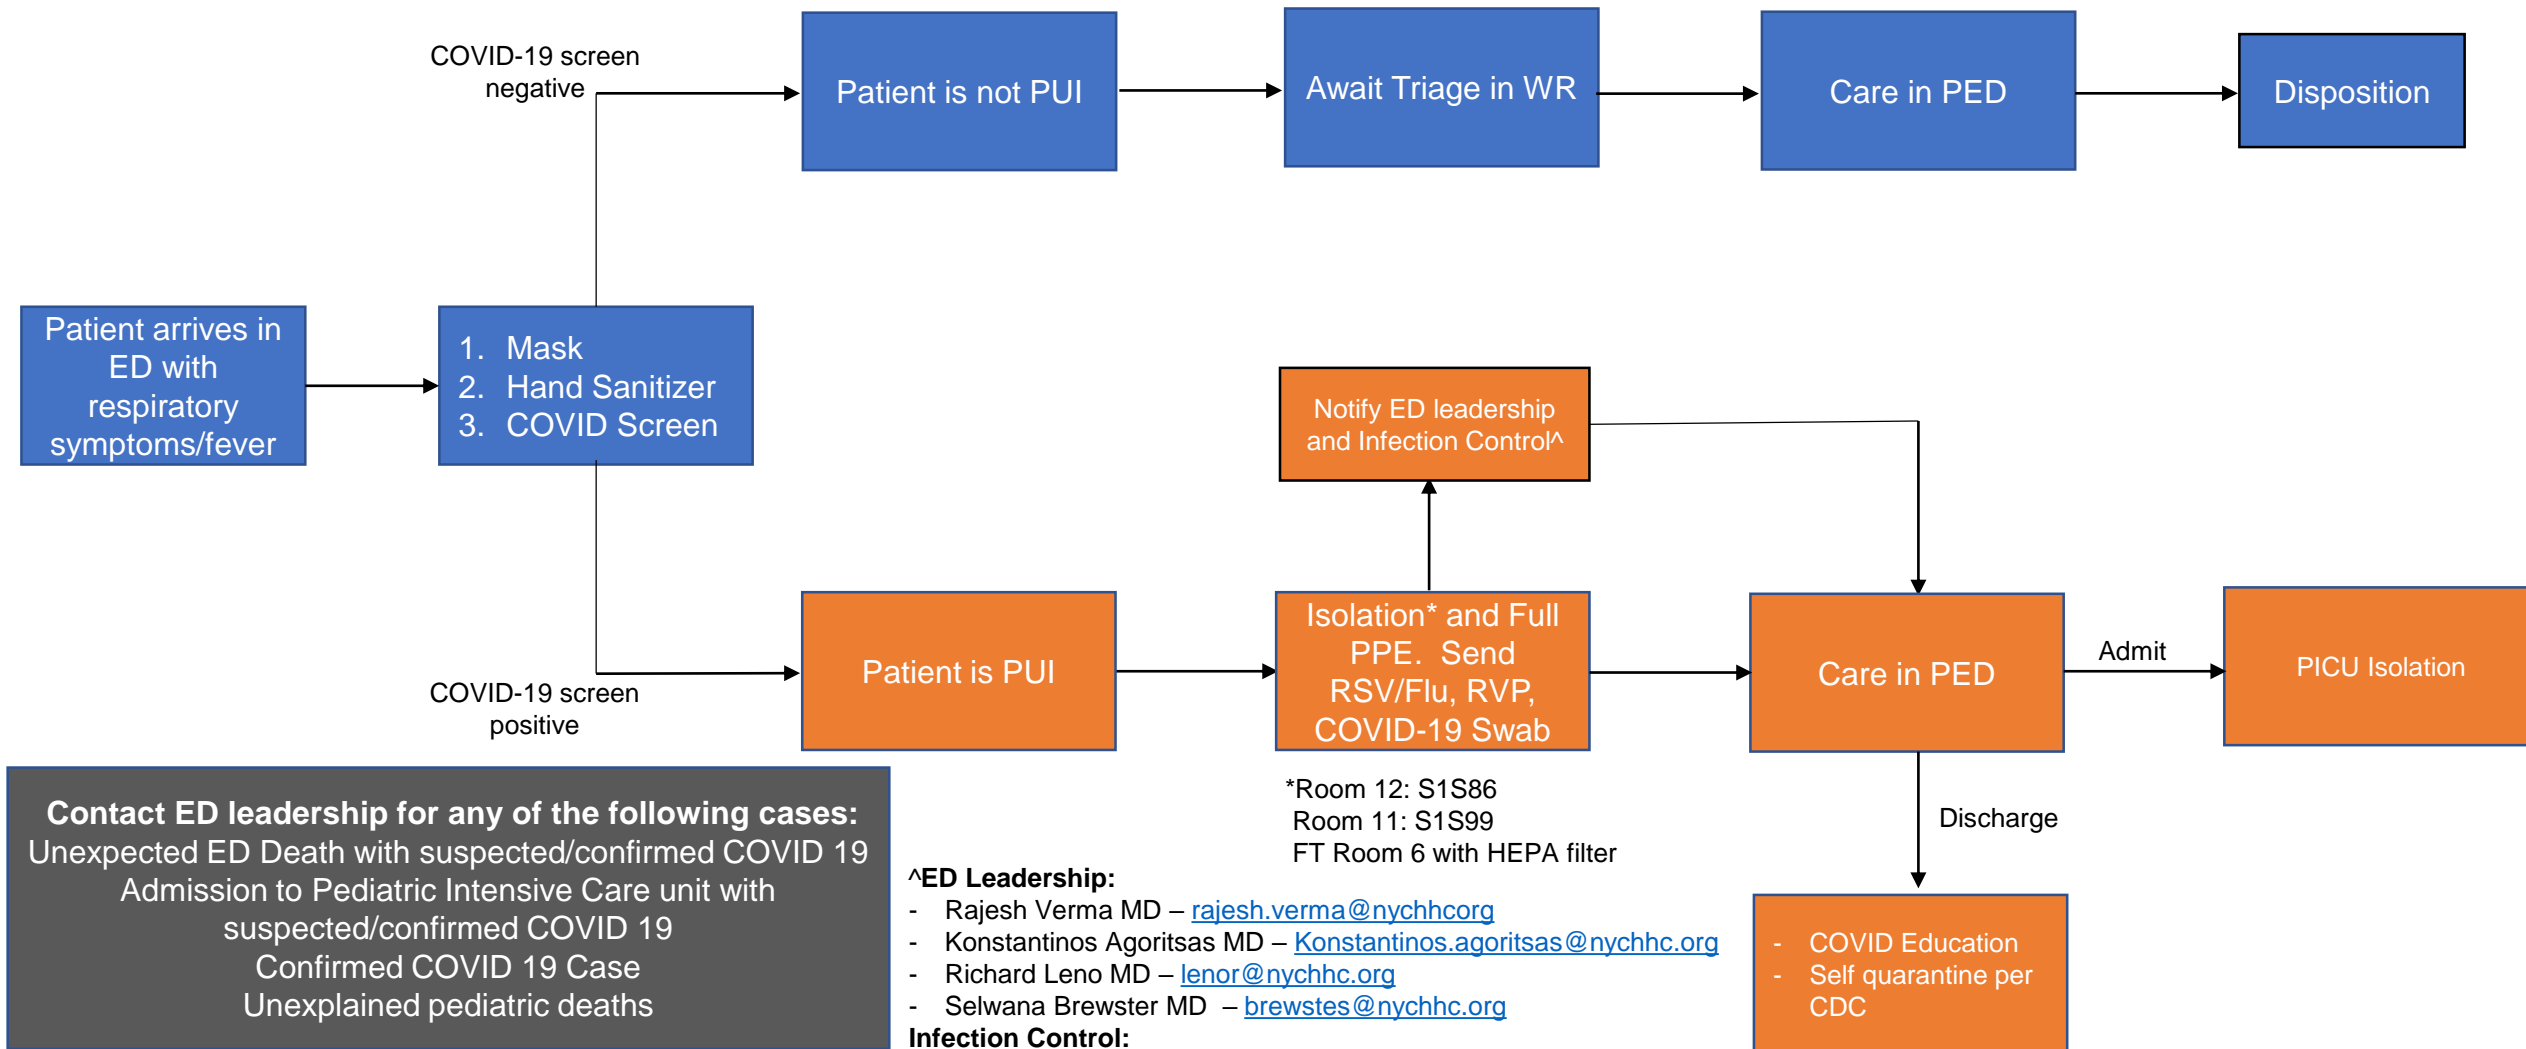 COVID-19 screen
negative
Patient is not PUI
Await Triage in WR
Care in PED
Disposition
Patient arrives in
ED with
respiratory
symptoms/fever
1. Mask
2. Hand Sanitizer
3. COVID Screen
Notify ED leadership
and Infection Control^
COVID-19 screen
positive
Patient is PUI
Isolation* and Full
PPE. Send
RSV/Flu, RVP,
COVID-19 Swab
Care in PED
Admit
PICU Isolation
*Room 12: S1S86
Room 11: S1S99
FT Room 6 with HEPA filter
Discharge
- COVID Education
- Self quarantine per
CDC
Contact ED leadership for any of the following cases:
Unexpected ED Death with suspected/confirmed COVID 19
Admission to Pediatric Intensive Care unit with
suspected/confirmed COVID 19
Confirmed COVID 19 Case
Unexplained pediatric deaths
^ED Leadership:
- Rajesh Verma MD – rajesh.verma@nychhcorg
- Konstantinos Agoritsas MD – Konstantinos.agoritsas@nychhc.org
- Richard Leno MD – lenor@nychhc.org
- Selwana Brewster MD – brewstes@nychhc.org
Infection Control: